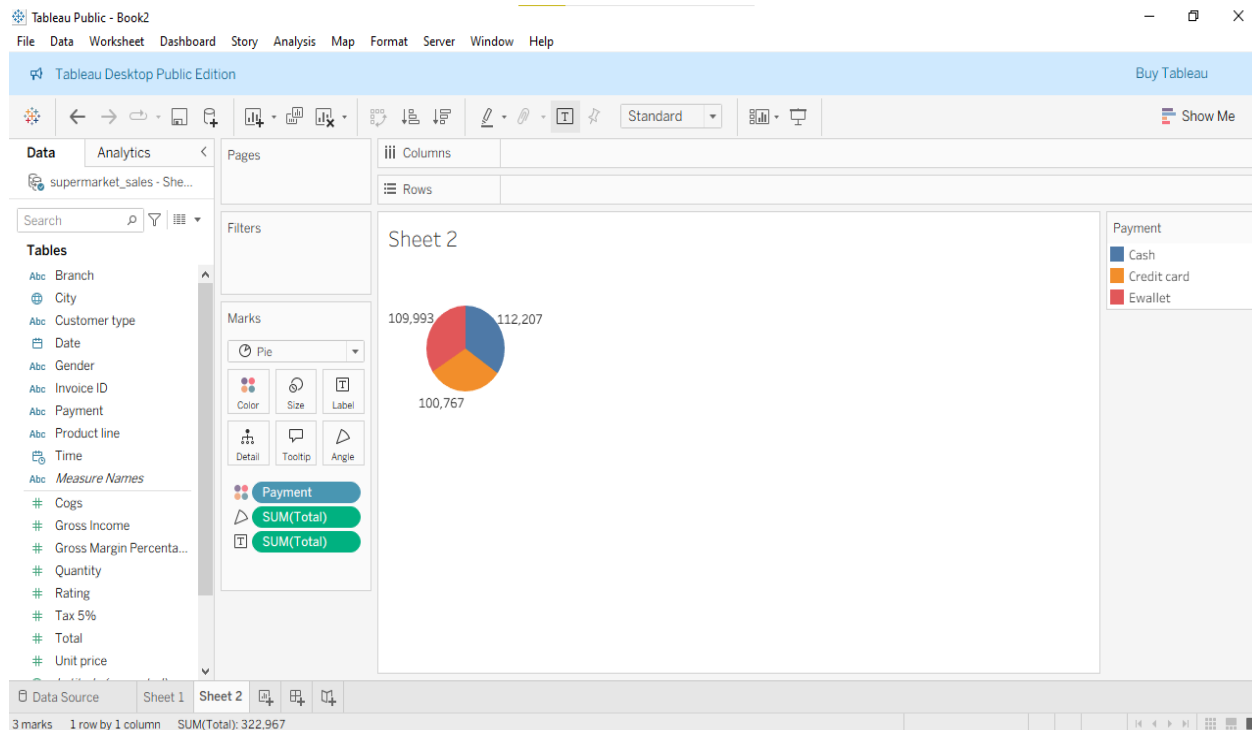 Tableau Public - Book2
File Data Worksheet Dashboard Story Analysis Map Format Server Window Help
Tableau Desktop Public Edition
Buy Tableau
Standard
Show Me
Data Analytics
supermarket_sales - She...
Search
Tables
Abc Branch
City
Abc Customer type
Date
Abc Gender
Abc Invoice ID
Abc Payment
Abc Product line
Time
Abc Measure Names
# Cogs
# Gross Income
# Gross Margin Percenta...
# Quantity
# Rating
# Tax 5%
# Total
# Unit price
Pages
Filters
Marks
Pie
Color Size Label
Detail Tooltip Angle
Payment
SUM(Total)
SUM(Total)
Columns
Rows
Sheet 2
109,993
112,207
100,767
Payment
Cash
Credit card
Ewallet
Data Source Sheet 1 Sheet 2
3 marks 1 row by 1 column SUM(Total): 322,967